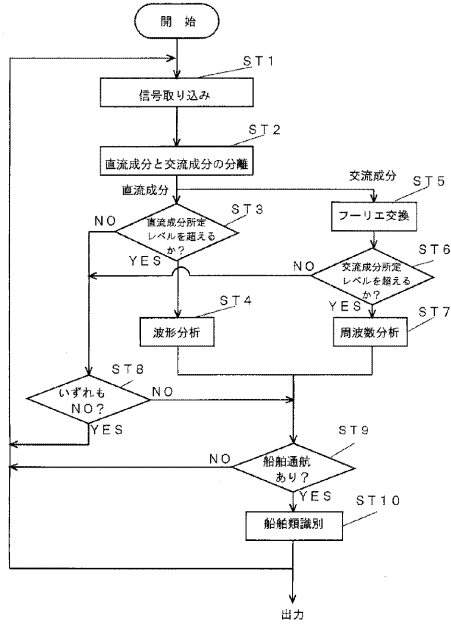 開 始
ST1
信号取り込み
ST2
直流成分と交流成分の分離
直流成分
交流成分
ST5
フーリエ交換
ST3
直流成分所定
レベルを超える
か?
NO
YES
ST6
交流成分所定
レベルを超える
か?
NO
YES
ST4
波形分析
ST7
周波数分析
ST8
いずれも
NO?
NO
YES
ST9
船舶通航
あり?
NO
YES
ST10
船舶類識別
出力